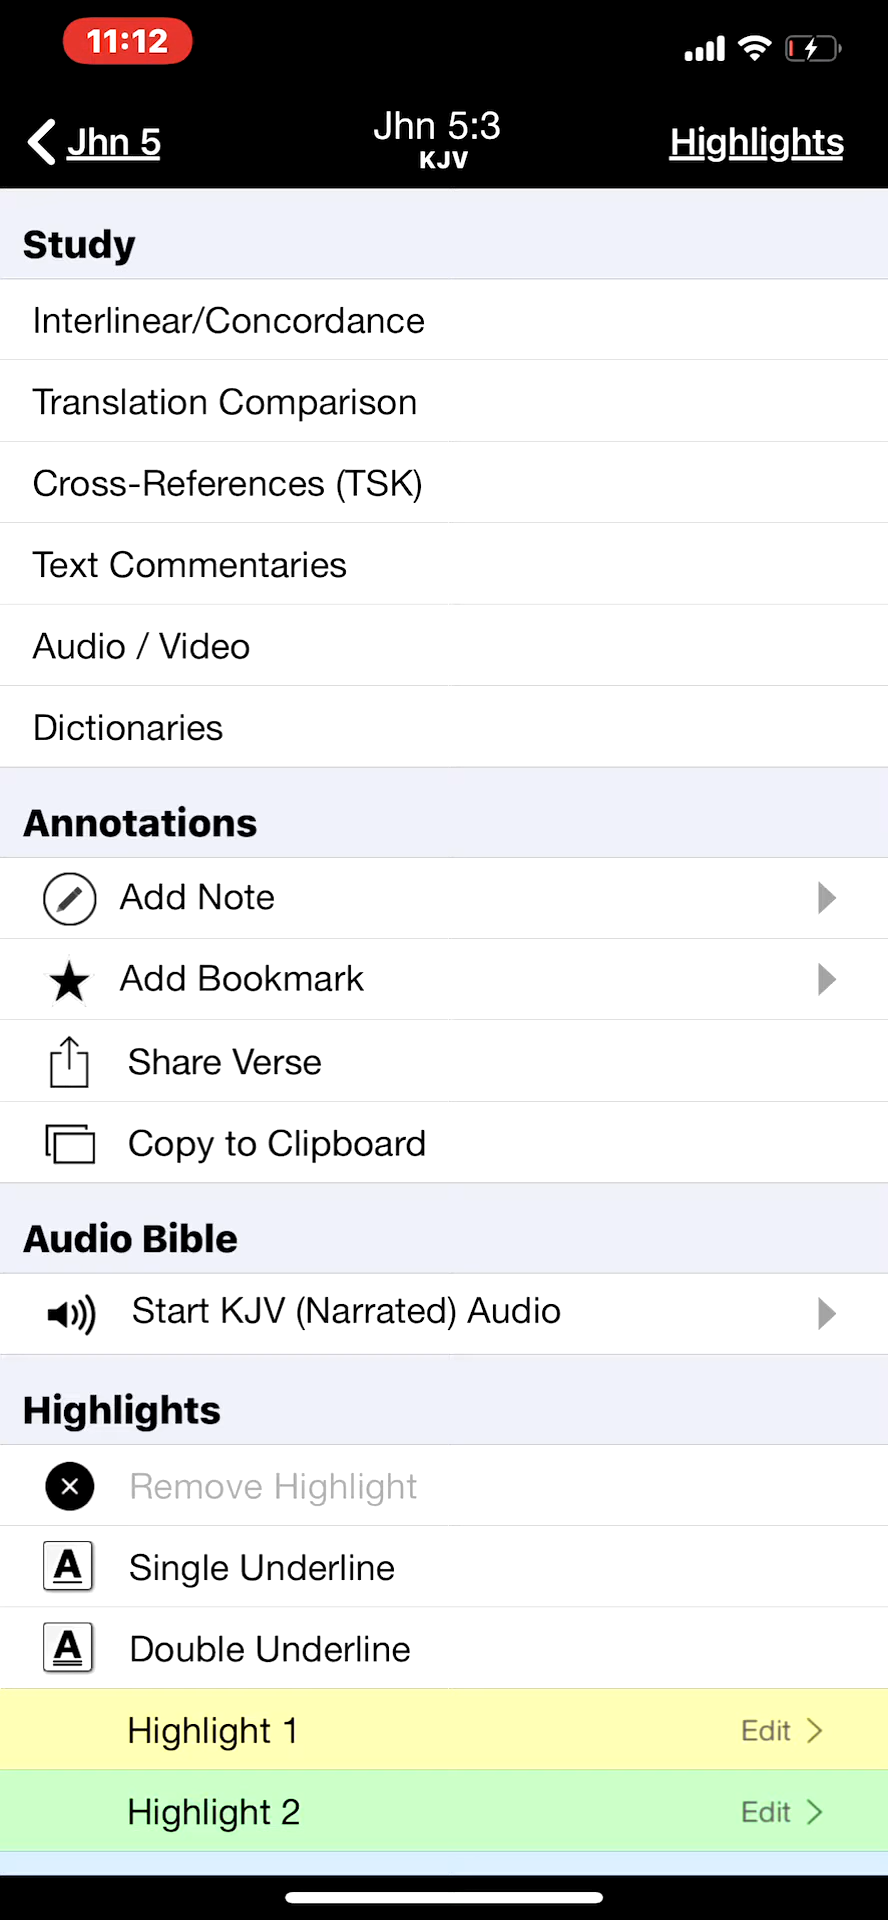 11:12
Jhn 5
Jhn 5:3
KJV
Highlights
Study
Interlinear/Concordance
Translation Comparison
Cross-References (TSK)
Text Commentaries
Audio / Video
Dictionaries
Annotations
Add Note
Add Bookmark
Share Verse
Copy to Clipboard
Audio Bible
Start KJV (Narrated) Audio
Highlights
Remove Highlight
A Single Underline
A Double Underline
Highlight 1 Edit
Highlight 2 Edit